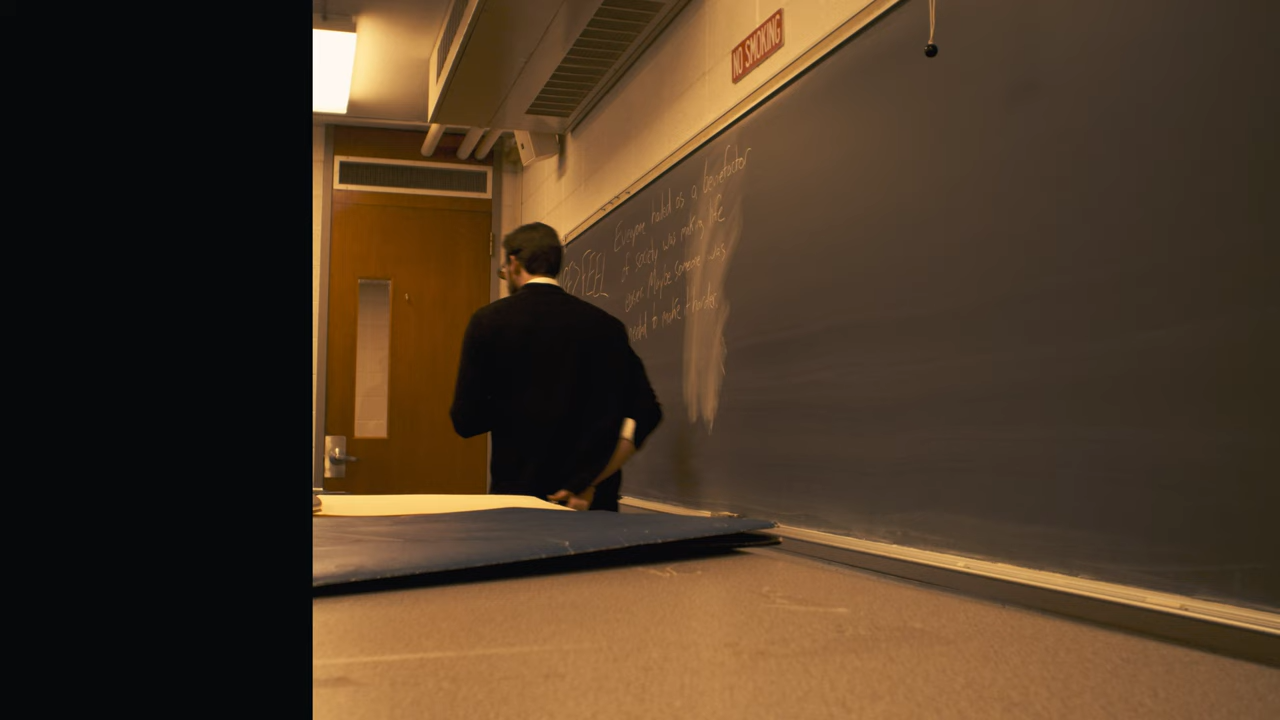 NO SMOKING
Everyone hailed as a benefactor
of society was making life
easier. Maybe someone was
needed to make it harder.
>FEEL